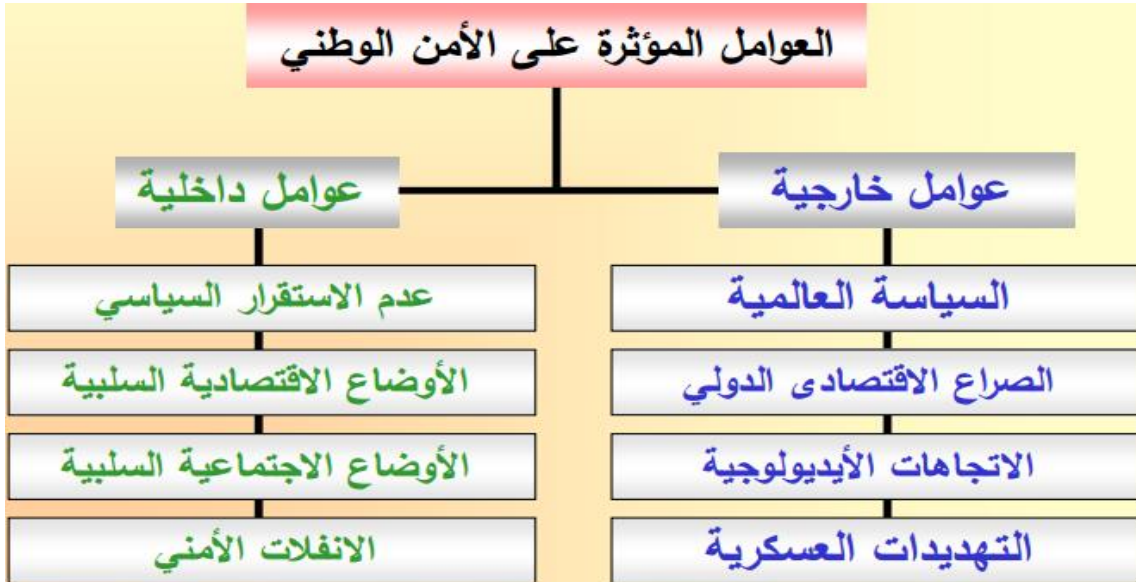 العوامل المؤثرة على الأمن الوطني
عوامل خارجية
السياسة العالمية
الصراع الاقتصادى الدولي
الاتجاهات الأيديولوجية
التهديدات العسكرية
عوامل داخلية
عدم الاستقرار السياسي
الأوضاع الاقتصادية السلبية
الأوضاع الاجتماعية السلبية
الانفلات الأمني